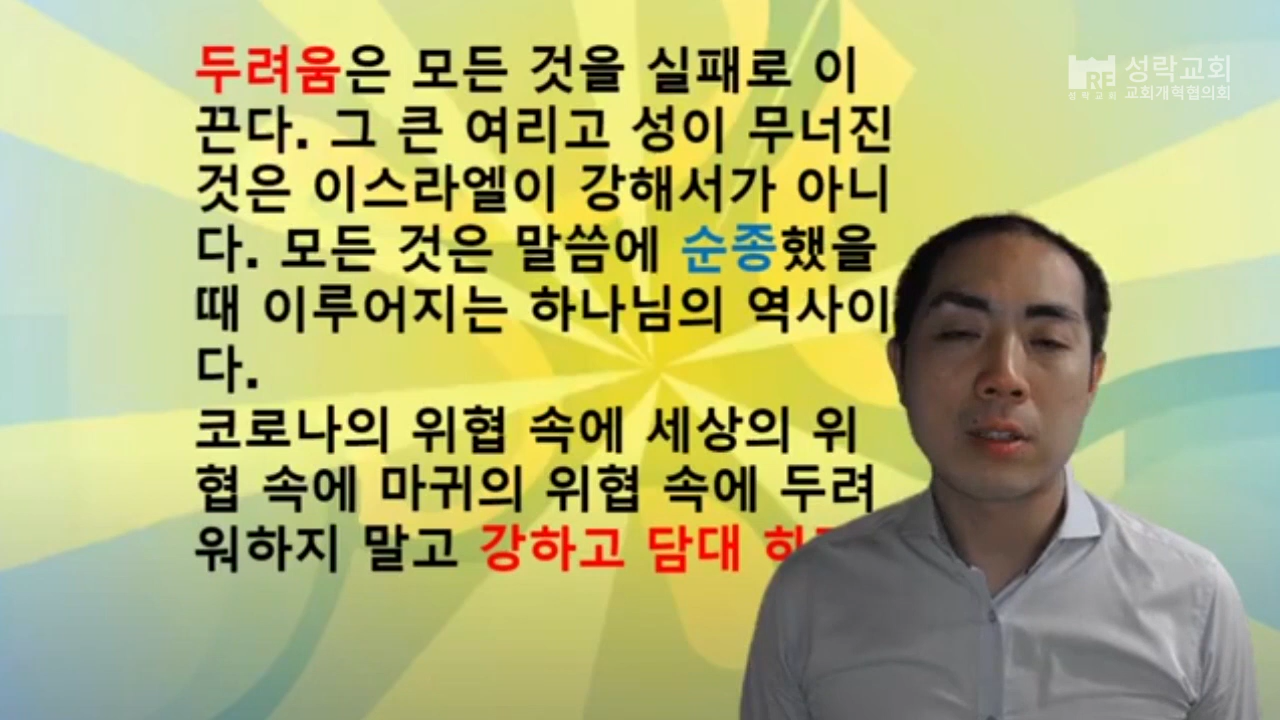 두려움은 모든 것을 실패로 이
끈다. 그 큰 여리고 성이 무너진
것은 이스라엘이 강해서가 아니
다. 모든 것은 말씀에 순종했을
때 이루어지는 하나님의 역사이
다.
코로나의 위협 속에 세상의 위
협 속에 마귀의 위협 속에 두려
워하지 말고 강하고 담대
RE
성락교회
성락교회
교회개혁협의회